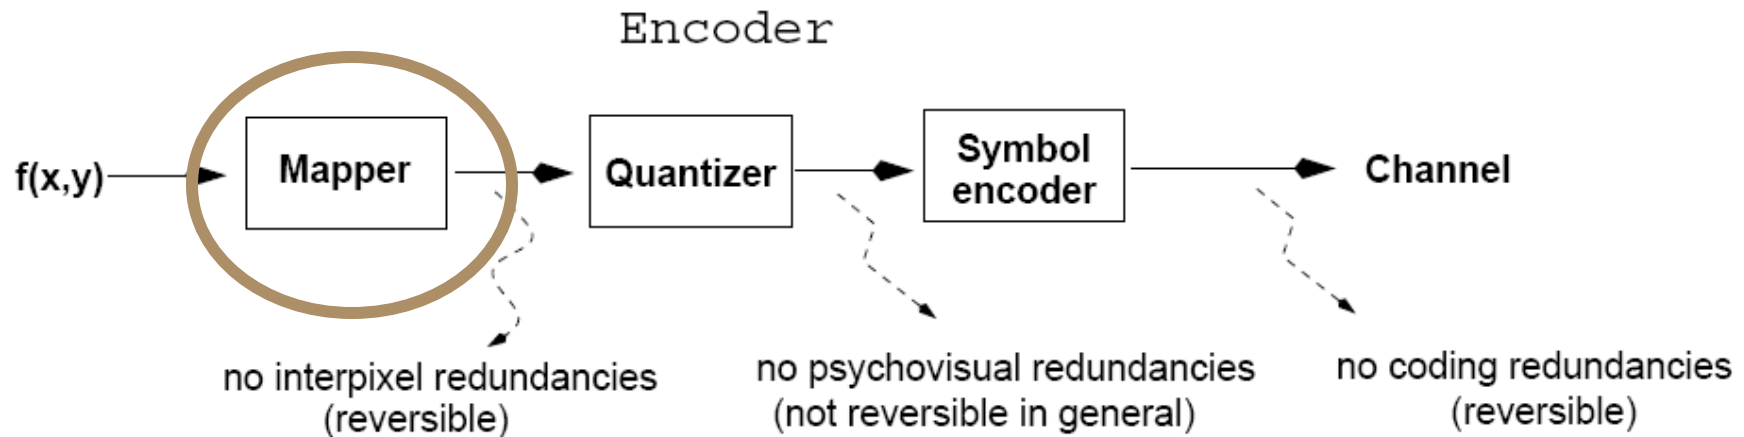 Encoder
f(x,y)
Mapper
Quantizer
Symbol
encoder
Channel
no interpixel redundancies
(reversible)
no psychovisual redundancies
(not reversible in general)
no coding redundancies
(reversible)